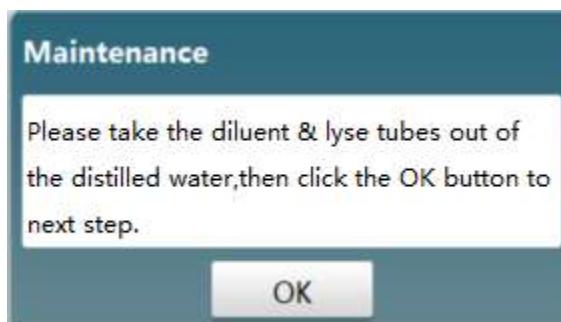 Maintenance
Please take the diluent & lyse tubes out of
the distilled water,then click the OK button to
next step.
OK